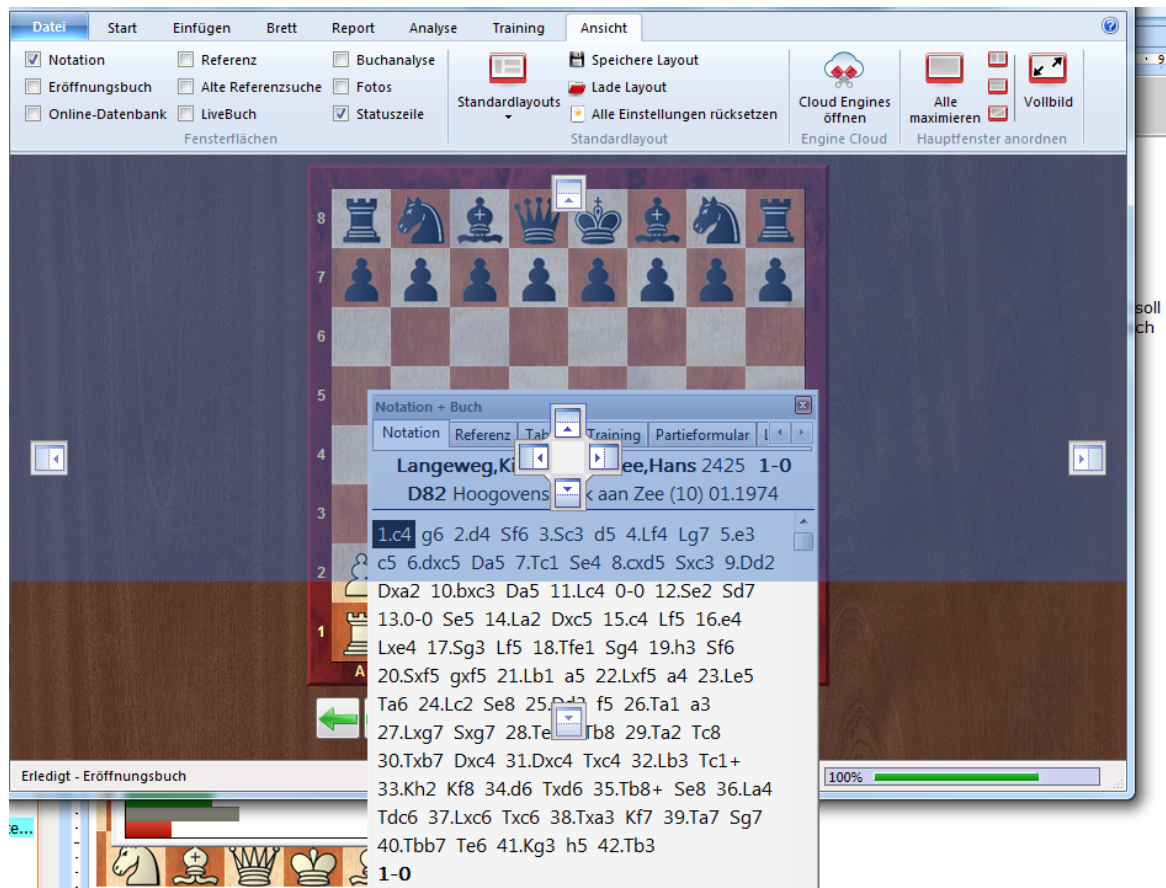 Datei Start Einfügen Brett Report Analyse Training Ansicht
Notation Referenz Buchanalyse
Eröffnungsbuch Alte Referenzsuche Fotos
Online-Datenbank LiveBuch Statuszeile
Fensterflächen
Standardlayouts
Speichere Layout
Lade Layout
Alle Einstellungen rücksetzen
Standardlayout
Cloud Engines
öffnen
Engine Cloud
Alle
maximieren
Vollbild
Hauptfenster anordnen
9
soll
ch
8
7
6
5
4
3
2
1
A
Notation + Buch
Notation Referenz Training Partieformular
Langeweg, Hans 2425 1-0
D82 Hoogovens aan Zee (10) 01.1974
1.c4 g6 2.d4 Sf6 3.Sc3 d5 4.Lf4 Lg7 5.e3
c5 6.dxc5 Da5 7.Tc1 Se4 8.cxd5 Sxc3 9.Dd2
Dxa2 10.bxc3 Da5 11.Lc4 0-0 12.Se2 Sd7
13.0-0 Se5 14.La2 Dxc5 15.c4 Lf5 16.e4
Lxe4 17.Sg3 Lf5 18.Tfe1 Sg4 19.h3 Sf6
20.Sxf5 gxf5 21.Lb1 a5 22.Lxf5 a4 23.Le5
Ta6 24.Lc2 Se8 f5 26.Ta1 a3
27.Lxg7 Sxg7 Tb8 29.Ta2 Tc8
30.Txb7 Dxc4 31.Dxc4 Txc4 32.Lb3 Tc1+
33.Kh2 Kf8 34.d6 Txd6 35.Tb8+ Se8 36.La4
Tdc6 37.Lxc6 Txc6 38.Txa3 Kf7 39.Ta7 Sg7
40.Tbb7 Te6 41.Kg3 h5 42.Tb3
1-0
Erledigt - Eröffnungsbuch
100%